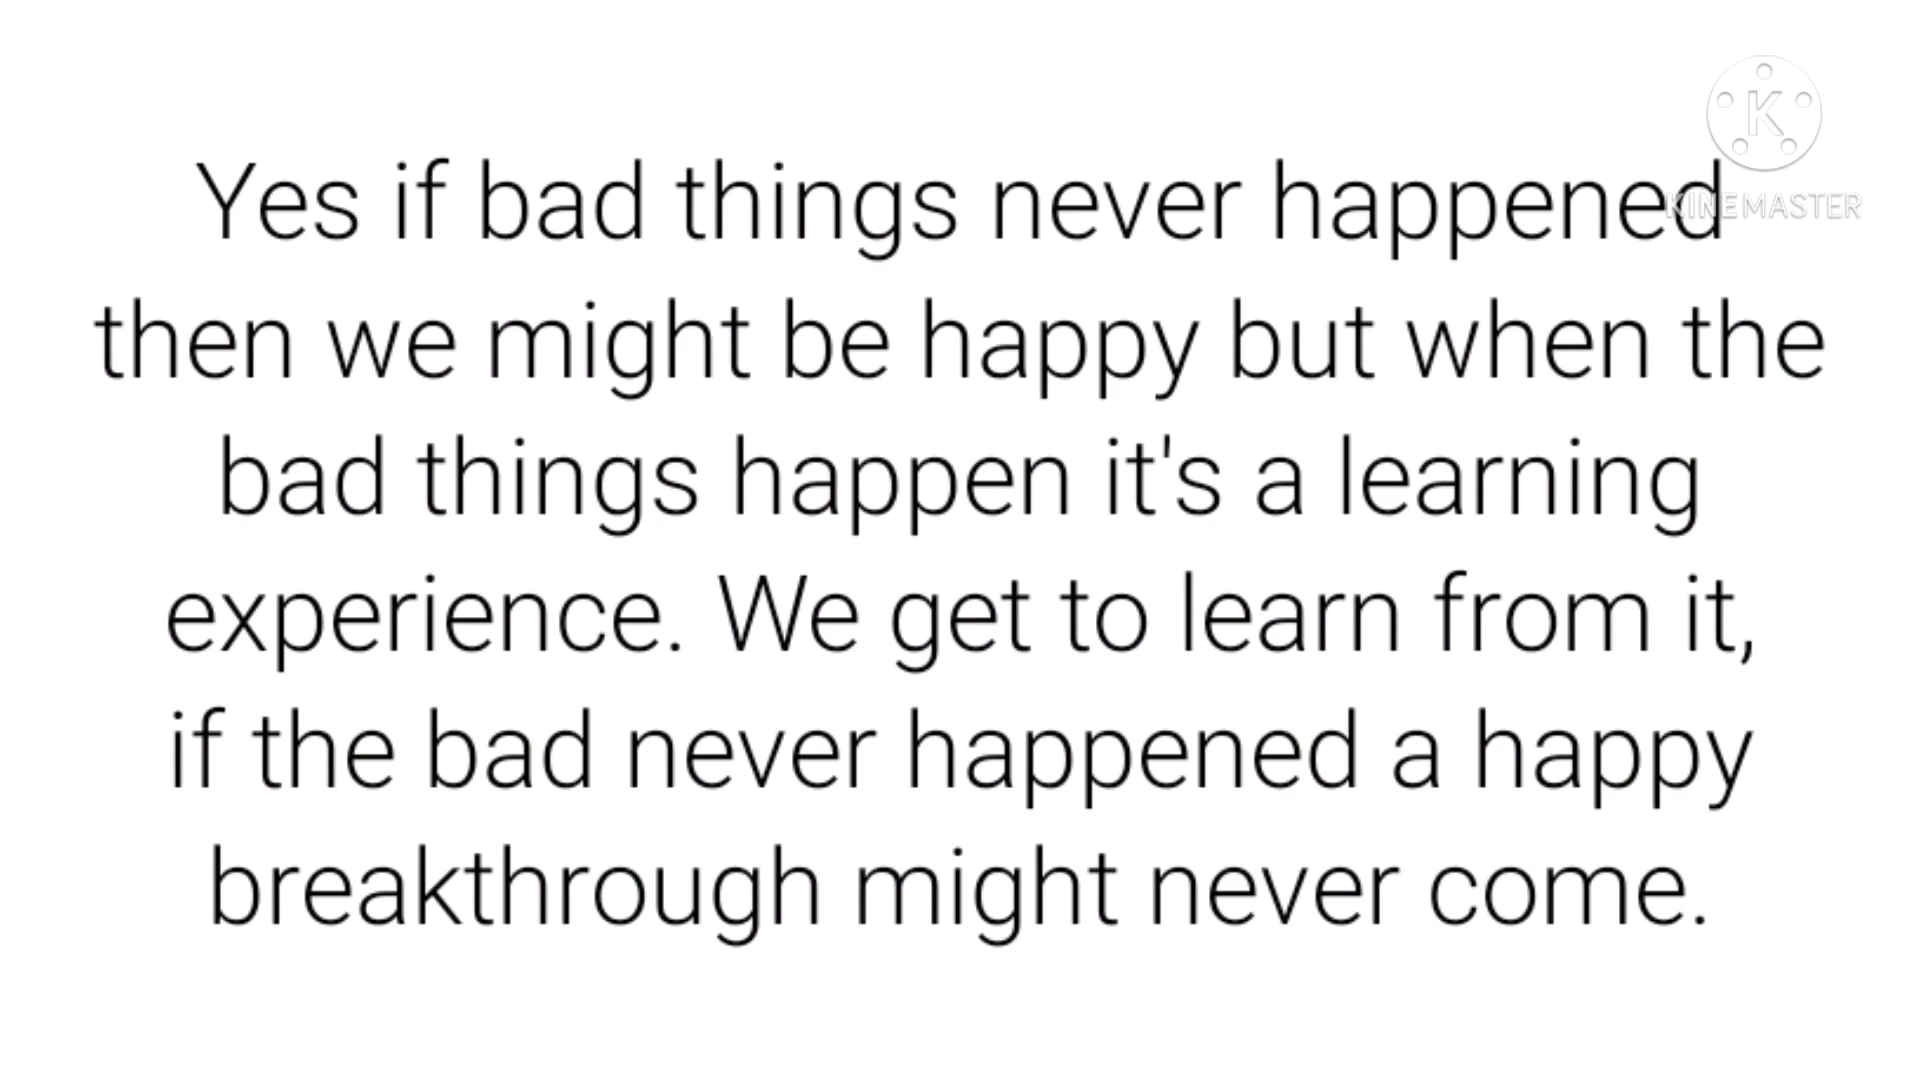 K
KINEMASTER
Yes if bad things never happened
then we might be happy but when the
bad things happen it's a learning
experience. We get to learn from it,
if the bad never happened a happy
breakthrough might never come.